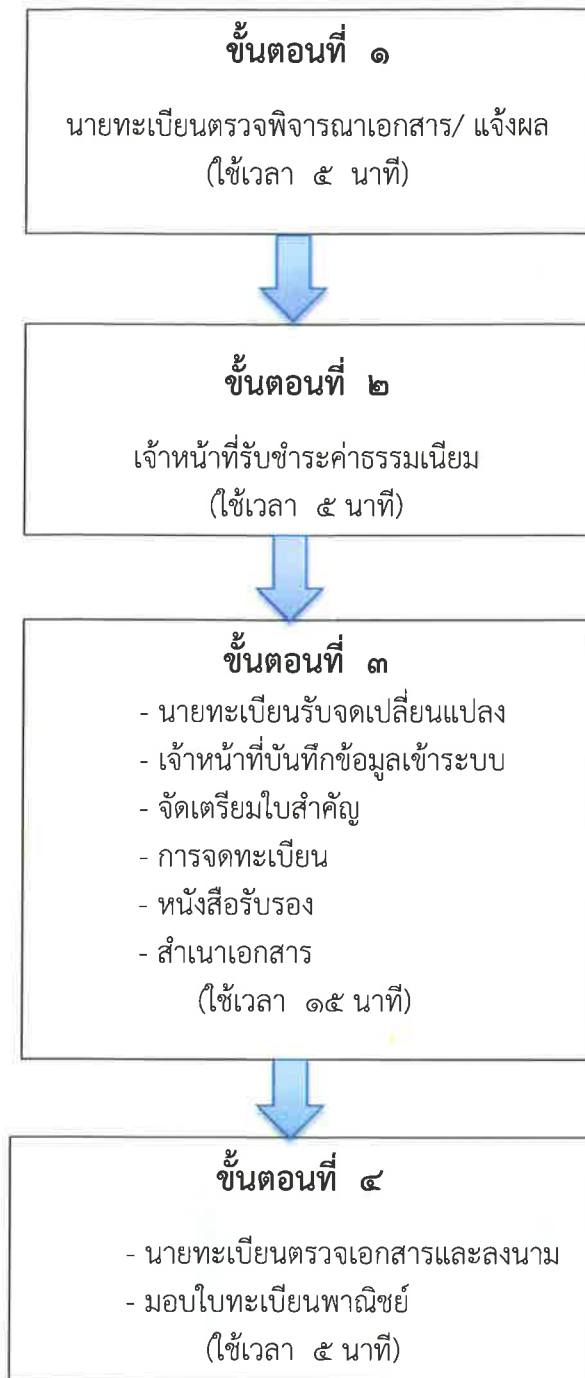 ขั้นตอนที่ ๑
นายทะเบียนตรวจพิจารณาเอกสาร/ แจ้งผล
(ใช้เวลา ๕ นาที)
ขั้นตอนที่ ๒
เจ้าหน้าที่รับชำระค่าธรรมเนียม
(ใช้เวลา ๕ นาที)
ขั้นตอนที่ ๓
- นายทะเบียนรับจดเปลี่ยนแปลง
- เจ้าหน้าที่บันทึกข้อมูลเข้าระบบ
- จัดเตรียมใบสำคัญ
- การจดทะเบียน
- หนังสือรับรอง
- สำเนาเอกสาร
(ใช้เวลา ๑๕ นาที)
ขั้นตอนที่ ๔
- นายทะเบียนตรวจเอกสารและลงนาม
- มอบใบทะเบียนพาณิชย์
(ใช้เวลา ๕ นาที)